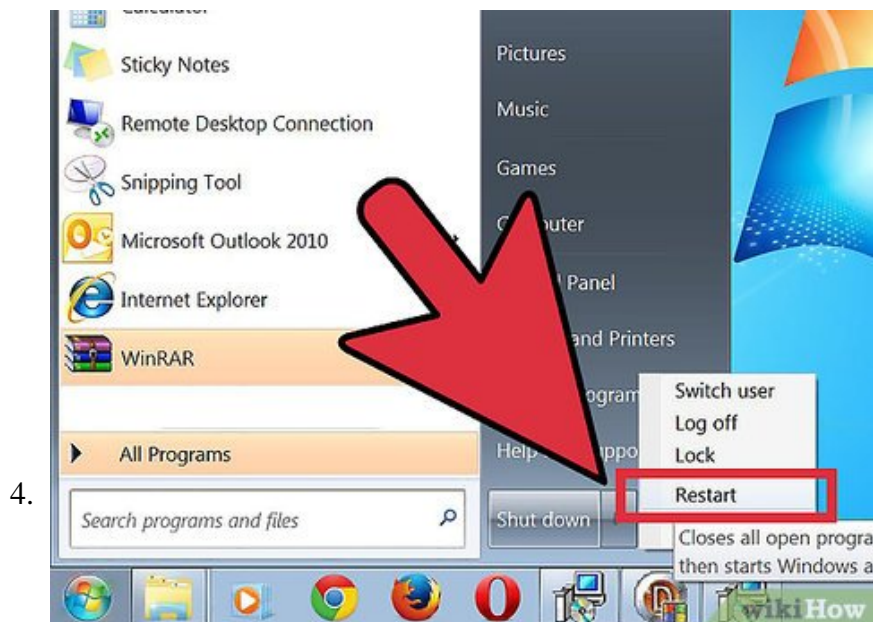 Sticky Notes
Remote Desktop Connection
Snipping Tool
Microsoft Outlook 2010
Internet Explorer
WinRAR
All Programs
Search programs and files
Pictures
Music
Games
Panel
and Printers
Help
Shut down
Switch user
Log off
Lock
Restart
Closes all open progra
then starts Windows a
4.
wikiHow